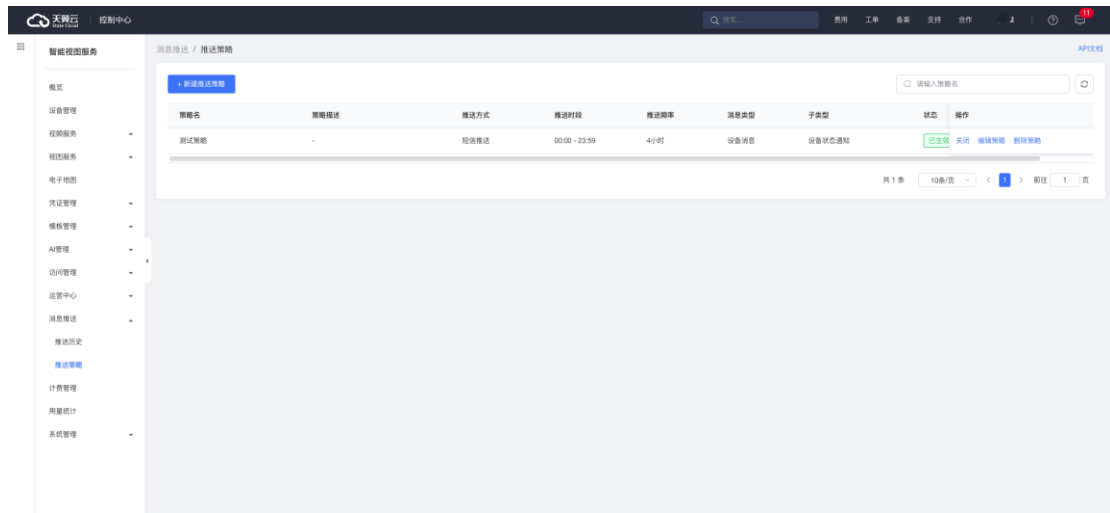 天翼云 控制中心 搜索... 费用 工单 备案 支持 合作 11
State Cloud
智能视图服务 消息推送 / 推送策略 API文档
概览
设备管理
视频服务
视图服务
电子地图
凭证管理
模板管理
AI管理
访问管理
运营中心
消息推送
推送历史
推送策略
计费管理
用量统计
系统管理
+ 新建推送策略 请输入策略名
策略名 策略描述 推送方式 推送时段 推送频率 消息类型 子类型 状态 操作
测试策略 - 短信推送 00:00 - 23:59 4小时 设备消息 设备状态通知 已生效 关闭 编辑策略 删除策略
共 1 条 10条/页 1 前往 1 页